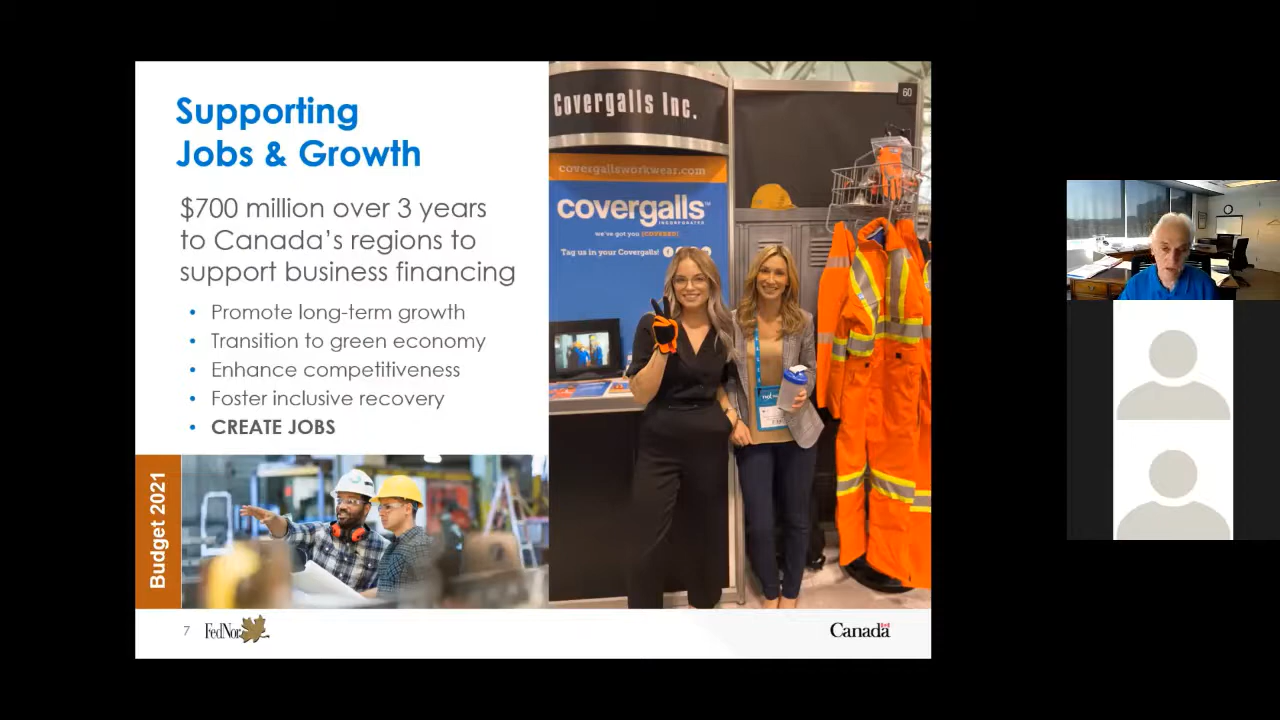 Supporting
Jobs & Growth
$700 million over 3 years
to Canada's regions to
support business financing
• Promote long-term growth
• Transition to green economy
• Enhance competitiveness
• Foster inclusive recovery
• CREATE JOBS
Budget 2021
7
FedNor
Canada
Covergalls Inc.
60
covergallsworkwear.com
covergalls
INCORPORATED
we've got you [COVERED]
Tag us in your Covergalls!